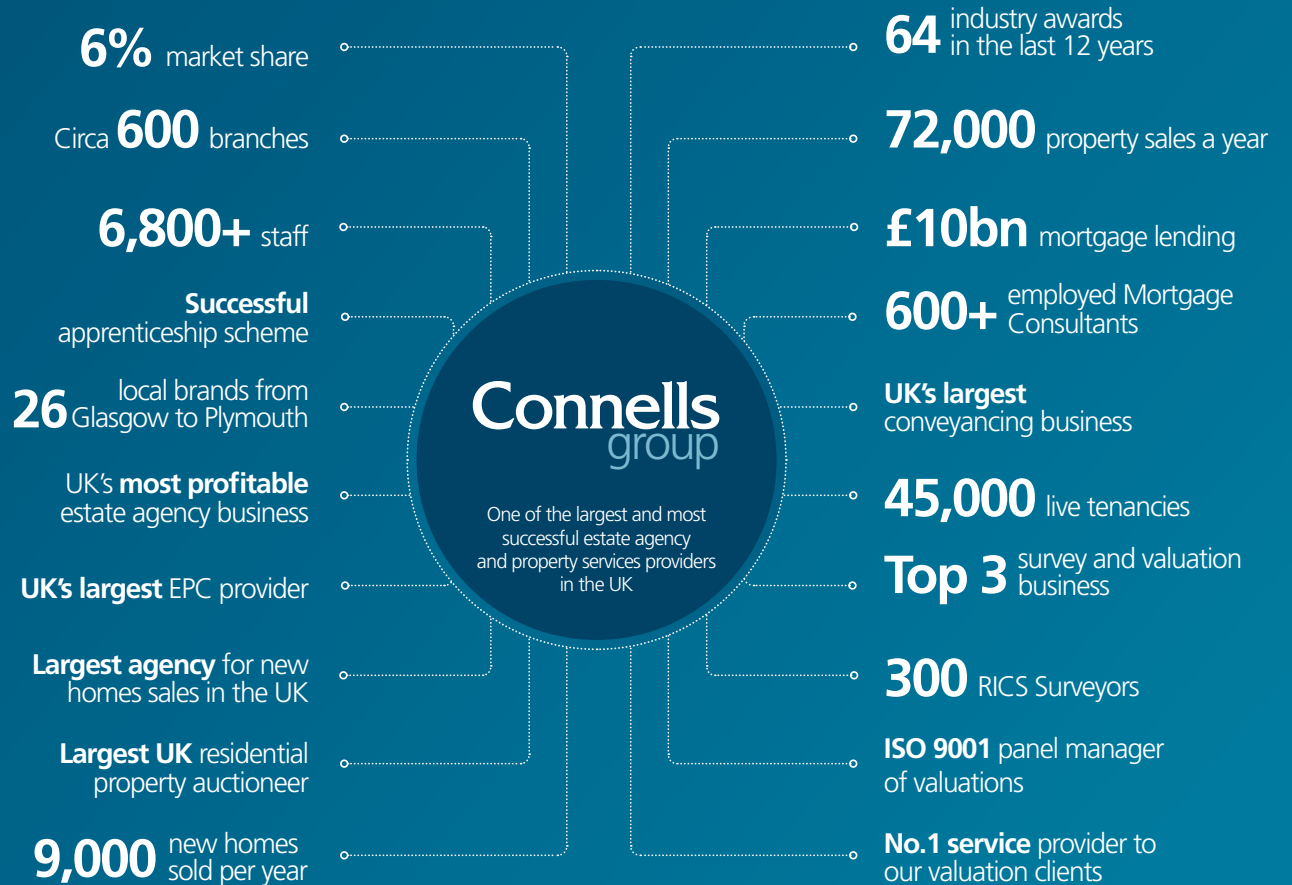 6% market share
Circa 600 branches
6,800+ staff
Successful
apprenticeship scheme
26 local brands from
Glasgow to Plymouth
UK's most profitable
estate agency business
UK's largest EPC provider
Largest agency for new
homes sales in the UK
Largest UK residential
property auctioneer
9,000 new homes
sold per year
Connells
group
One of the largest and most
successful estate agency
and property services providers
in the UK
64 industry awards
in the last 12 years
72,000 property sales a year
£10bn mortgage lending
600+ employed Mortgage
Consultants
UK's largest
conveyancing business
45,000 live tenancies
Top 3 survey and valuation
business
300 RICS Surveyors
ISO 9001 panel manager
of valuations
No.1 service provider to
our valuation clients